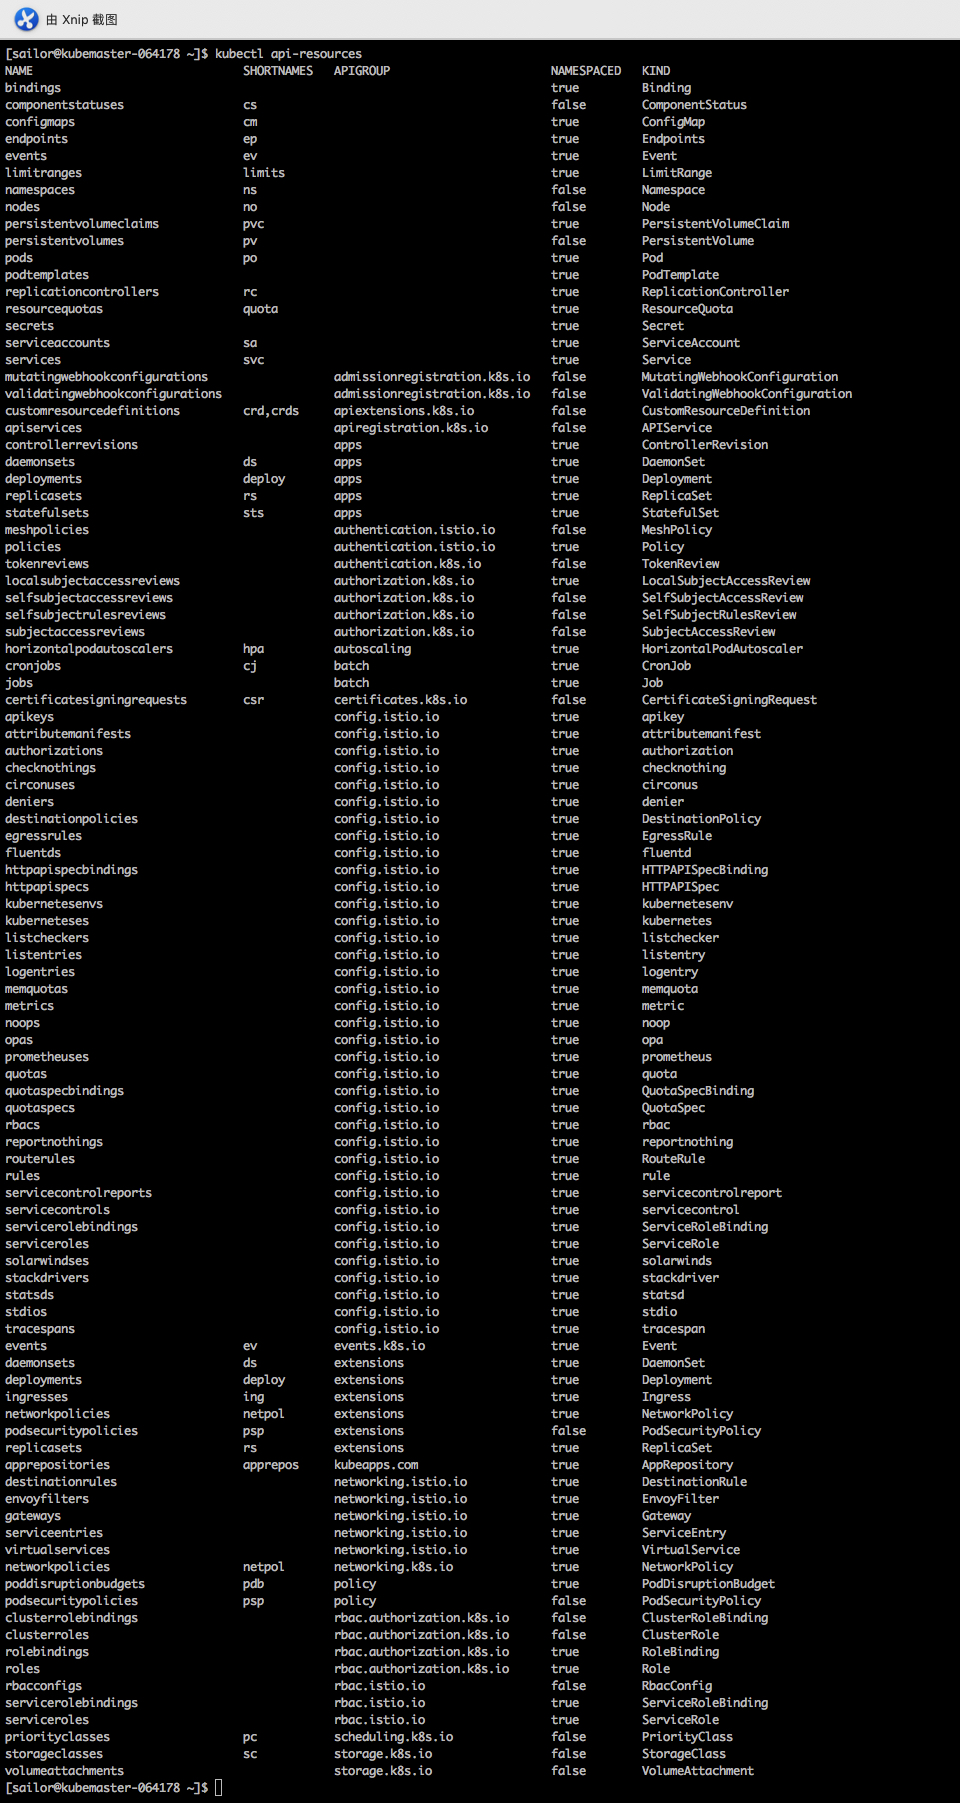 由 Xnip 截图
[sailor@kubemaster-064178 ~]$ kubectl api-resources
NAME SHORTNAMES APIGROUP NAMESPACED KIND
bindings true Binding
componentstatuses cs false ComponentStatus
configmaps cm true ConfigMap
endpoints ep true Endpoints
events ev true Event
limitranges limits true LimitRange
namespaces ns false Namespace
nodes no false Node
persistentvolumeclaims pvc true PersistentVolumeClaim
persistentvolumes pv false PersistentVolume
pods po true Pod
podtemplates true PodTemplate
replicationcontrollers rc true ReplicationController
resourcequotas quota true ResourceQuota
secrets true Secret
serviceaccounts sa true ServiceAccount
services svc true Service
mutatingwebhookconfigurations admissionregistration.k8s.io false MutatingWebhookConfiguration
validatingwebhookconfigurations admissionregistration.k8s.io false ValidatingWebhookConfiguration
customresourcedefinitions crd,crds apiextensions.k8s.io false CustomResourceDefinition
apiservices apiregistration.k8s.io false APIService
controllerrevisions apps true ControllerRevision
daemonsets ds apps true DaemonSet
deployments deploy apps true Deployment
replicasets rs apps true ReplicaSet
statefulsets sts apps true StatefulSet
meshpolicies authentication.istio.io false MeshPolicy
policies authentication.istio.io true Policy
tokenreviews authentication.k8s.io false TokenReview
localsubjectaccessreviews authorization.k8s.io true LocalSubjectAccessReview
selfsubjectaccessreviews authorization.k8s.io false SelfSubjectAccessReview
selfsubjectrulesreviews authorization.k8s.io false SelfSubjectRulesReview
subjectaccessreviews authorization.k8s.io false SubjectAccessReview
horizontalpodautoscalers hpa autoscaling true HorizontalPodAutoscaler
cronjobs cj batch true CronJob
jobs batch true Job
certificatesigningrequests csr certificates.k8s.io false CertificateSigningRequest
apikeys config.istio.io true apikey
attributemanifests config.istio.io true attributemanifest
authorizations config.istio.io true authorization
checknothings config.istio.io true checknothing
circonuses config.istio.io true circonus
deniers config.istio.io true denier
destinationpolicies config.istio.io true DestinationPolicy
egressrules config.istio.io true EgressRule
fluentds config.istio.io true fluentd
httpapispecbindings config.istio.io true HTTPAPISpecBinding
httpapispecs config.istio.io true HTTPAPISpec
kubernetesenvs config.istio.io true kubernetesenv
kuberneteses config.istio.io true kubernetes
listcheckers config.istio.io true listchecker
listentries config.istio.io true listentry
logentries config.istio.io true logentry
memquotas config.istio.io true memquota
metrics config.istio.io true metric
noops config.istio.io true noop
opas config.istio.io true opa
prometheuses config.istio.io true prometheus
quotas config.istio.io true quota
quotaspecbindings config.istio.io true QuotaSpecBinding
quotaspecs config.istio.io true QuotaSpec
rbacs config.istio.io true rbac
reportnothings config.istio.io true reportnothing
routerules config.istio.io true RouteRule
rules config.istio.io true rule
servicecontrolreports config.istio.io true servicecontrolreport
servicecontrols config.istio.io true servicecontrol
servicerolebindings config.istio.io true ServiceRoleBinding
serviceroles config.istio.io true ServiceRole
solarwindses config.istio.io true solarwinds
stackdrivers config.istio.io true stackdriver
statsds config.istio.io true statsd
stdios config.istio.io true stdio
tracespans config.istio.io true tracespan
events ev events.k8s.io true Event
daemonsets ds extensions true DaemonSet
deployments deploy extensions true Deployment
ingresses ing extensions true Ingress
networkpolicies netpol extensions true NetworkPolicy
podsecuritypolicies psp extensions false PodSecurityPolicy
replicasets rs extensions true ReplicaSet
apprepositories apprepos kubeapps.com true AppRepository
destinationrules networking.istio.io true DestinationRule
envoyfilters networking.istio.io true EnvoyFilter
gateways networking.istio.io true Gateway
serviceentries networking.istio.io true ServiceEntry
virtualservices networking.istio.io true VirtualService
networkpolicies netpol networking.k8s.io true NetworkPolicy
poddisruptionbudgets pdb policy true PodDisruptionBudget
podsecuritypolicies psp policy false PodSecurityPolicy
clusterrolebindings rbac.authorization.k8s.io false ClusterRoleBinding
clusterroles rbac.authorization.k8s.io false ClusterRole
rolebindings rbac.authorization.k8s.io true RoleBinding
roles rbac.authorization.k8s.io true Role
rbacconfigs rbac.istio.io false RbacConfig
servicerolebindings rbac.istio.io true ServiceRoleBinding
serviceroles rbac.istio.io true ServiceRole
priorityclasses pc scheduling.k8s.io false PriorityClass
storageclasses sc storage.k8s.io false StorageClass
volumeattachments storage.k8s.io false VolumeAttachment
[sailor@kubemaster-064178 ~]$